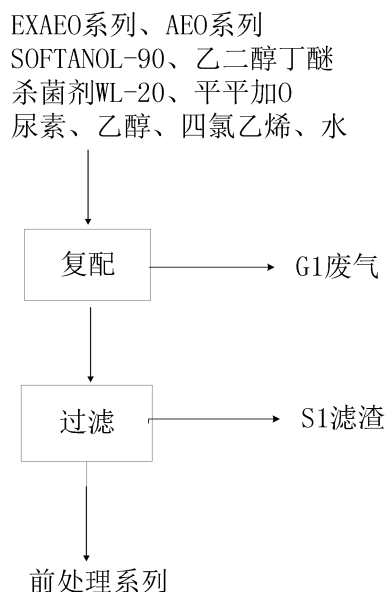 EXAEO系列、AEO系列
SOFTANOL-90、乙二醇丁醚
杀菌剂WL-20、平平加O
尿素、乙醇、四氯乙烯、水
复配
G1废气
过滤
S1滤渣
前处理系列